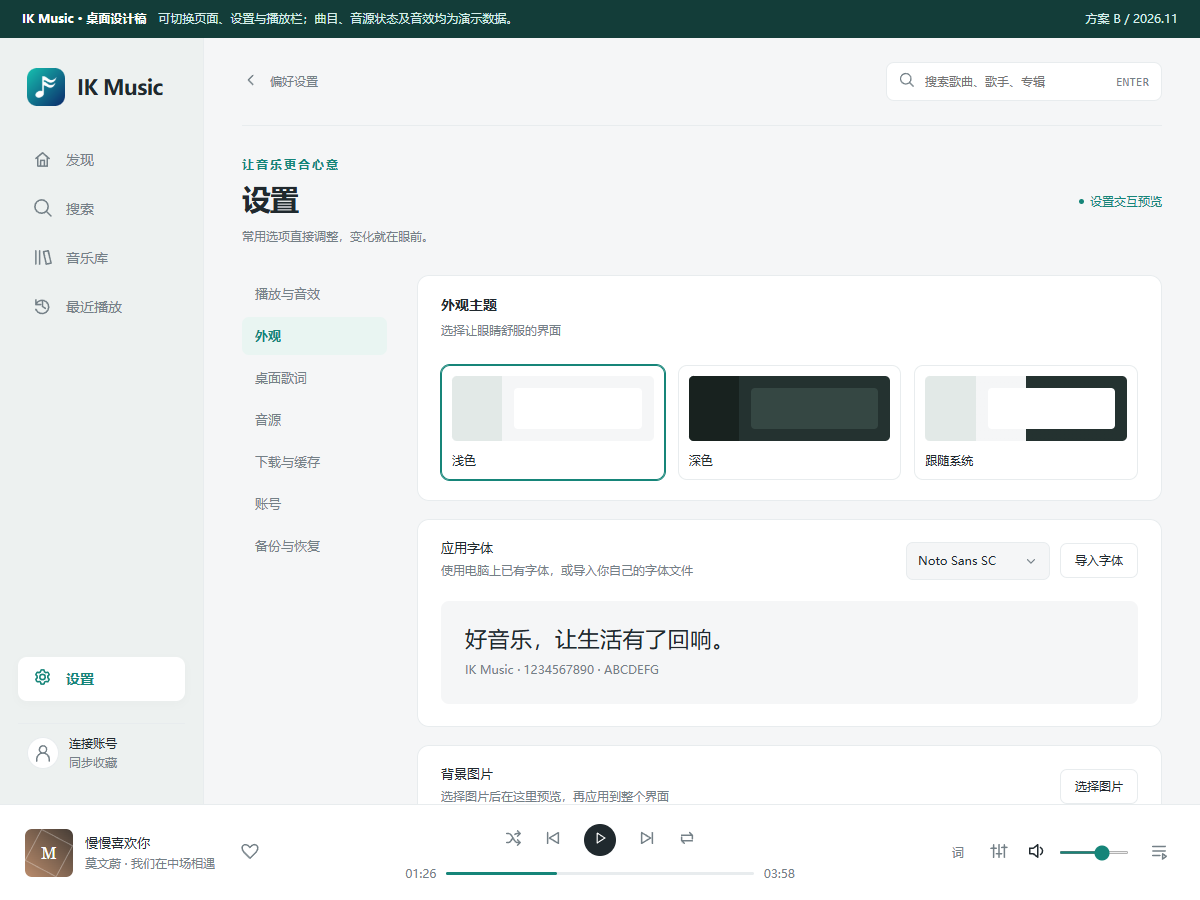 IK Music • 桌面设计稿 可切换页面、设置与播放栏；曲目、音源状态及音效均为演示数据。
方案 B / 2026.11
IK Music
偏好设置
搜索歌曲、歌手、专辑
ENTER
发现
搜索
音乐库
最近播放
让音乐更合心意
设置
• 设置交互预览
常用选项直接调整，变化就在眼前。
播放与音效
外观
桌面歌词
音源
下载与缓存
账号
备份与恢复
外观主题
选择让眼睛舒服的界面
浅色
深色
跟随系统
应用字体
使用电脑上已有字体，或导入你自己的字体文件
Noto Sans SC
导入字体
好音乐，让生活有了回响。
IK Music · 1234567890 · ABCDEFG
背景图片
选择图片后在这里预览，再应用到整个界面
选择图片
设置
连接账号
同步收藏
M
慢慢喜欢你
莫文蔚 · 我们在中场相遇
01:26
03:58
词